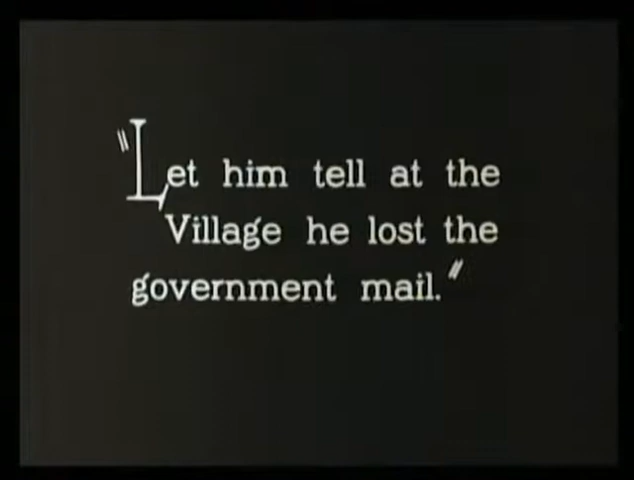 "Let him tell at the
Village he lost the
government mail."